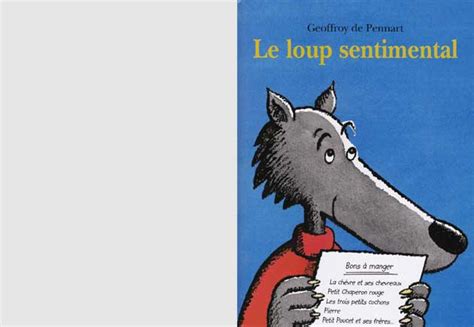 Geoffroy de Pennart
Le loup sentimental
Bons à manger
La chèvre et ses chevreaux
Petit Chaperon rouge
Les trois petits cochons
Pierre
Petit Poucet et ses frères...